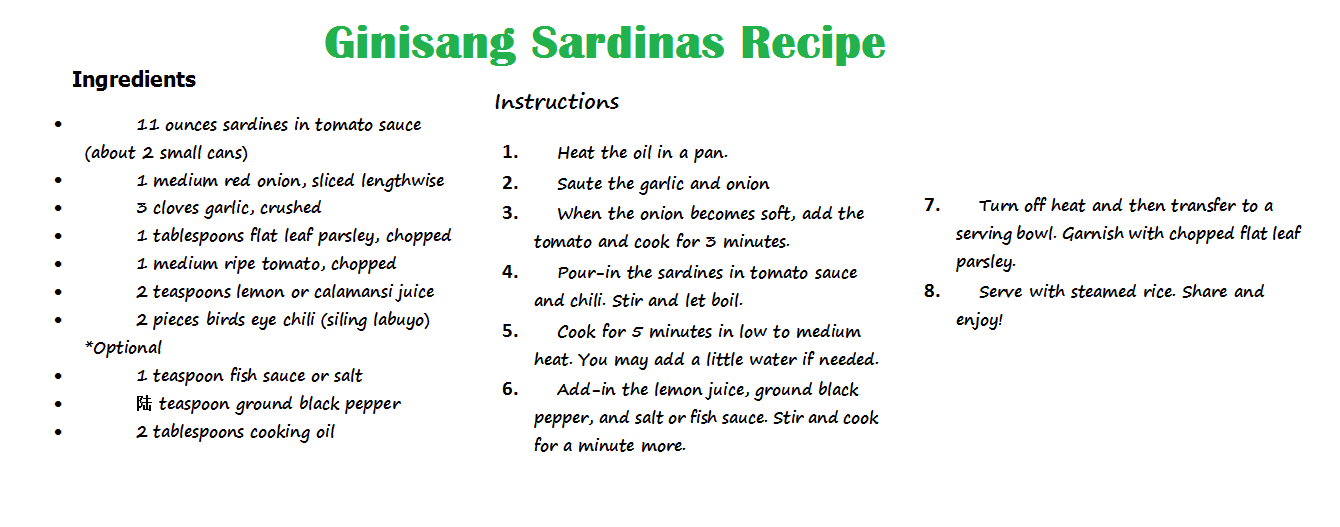 Ginisang Sardinas Recipe
Ingredients
• 11 ounces sardines in tomato sauce
(about 2 small cans)
• 1 medium red onion, sliced lengthwise
• 3 cloves garlic, crushed
• 1 tablespoons flat leaf parsley, chopped
• 1 medium ripe tomato, chopped
• 2 teaspoons lemon or calamansi juice
• 2 pieces birds eye chili (siling labuyo)
*Optional
• 1 teaspoon fish sauce or salt
• 陆 teaspoon ground black pepper
• 2 tablespoons cooking oil
Instructions
1. Heat the oil in a pan.
2. Saute the garlic and onion
3. When the onion becomes soft, add the
tomato and cook for 3 minutes.
4. Pour-in the sardines in tomato sauce
and chili. Stir and let boil.
5. Cook for 5 minutes in low to medium
heat. You may add a little water if needed.
6. Add-in the lemon juice, ground black
pepper, and salt or fish sauce. Stir and cook
for a minute more.
7. Turn off heat and then transfer to a
serving bowl. Garnish with chopped flat leaf
parsley.
8. Serve with steamed rice. Share and
enjoy!